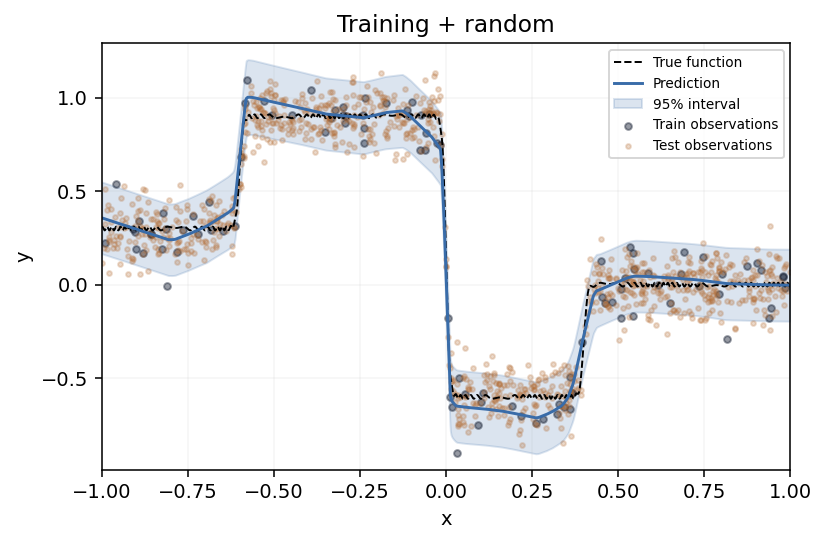 Training + random
True function
Prediction
95% interval
Train observations
Test observations
1.0
0.5
0.0
−0.5
y
−1.00 −0.75 −0.50 −0.25 0.00 0.25 0.50 0.75 1.00
x